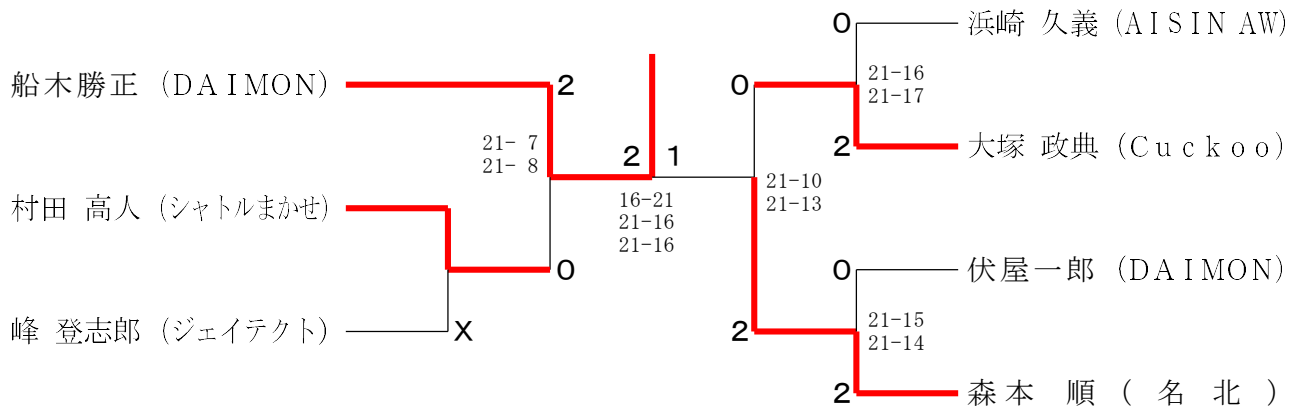 船木勝正 (DAIMON)
2
21- 7
21- 8
村田 高人 (シャトルまかせ)
0
峰 登志郎 (ジェイテクト)
X
2 1
16-21
21-16
21-16
0 浜崎 久義 (AISIN AW)
0
21-16
21-17
2 大塚 政典 (Cuckoo)
21-10
21-13
0 伏屋一郎 (DAIMON)
2
21-15
21-14
2 森本 順 (名北)